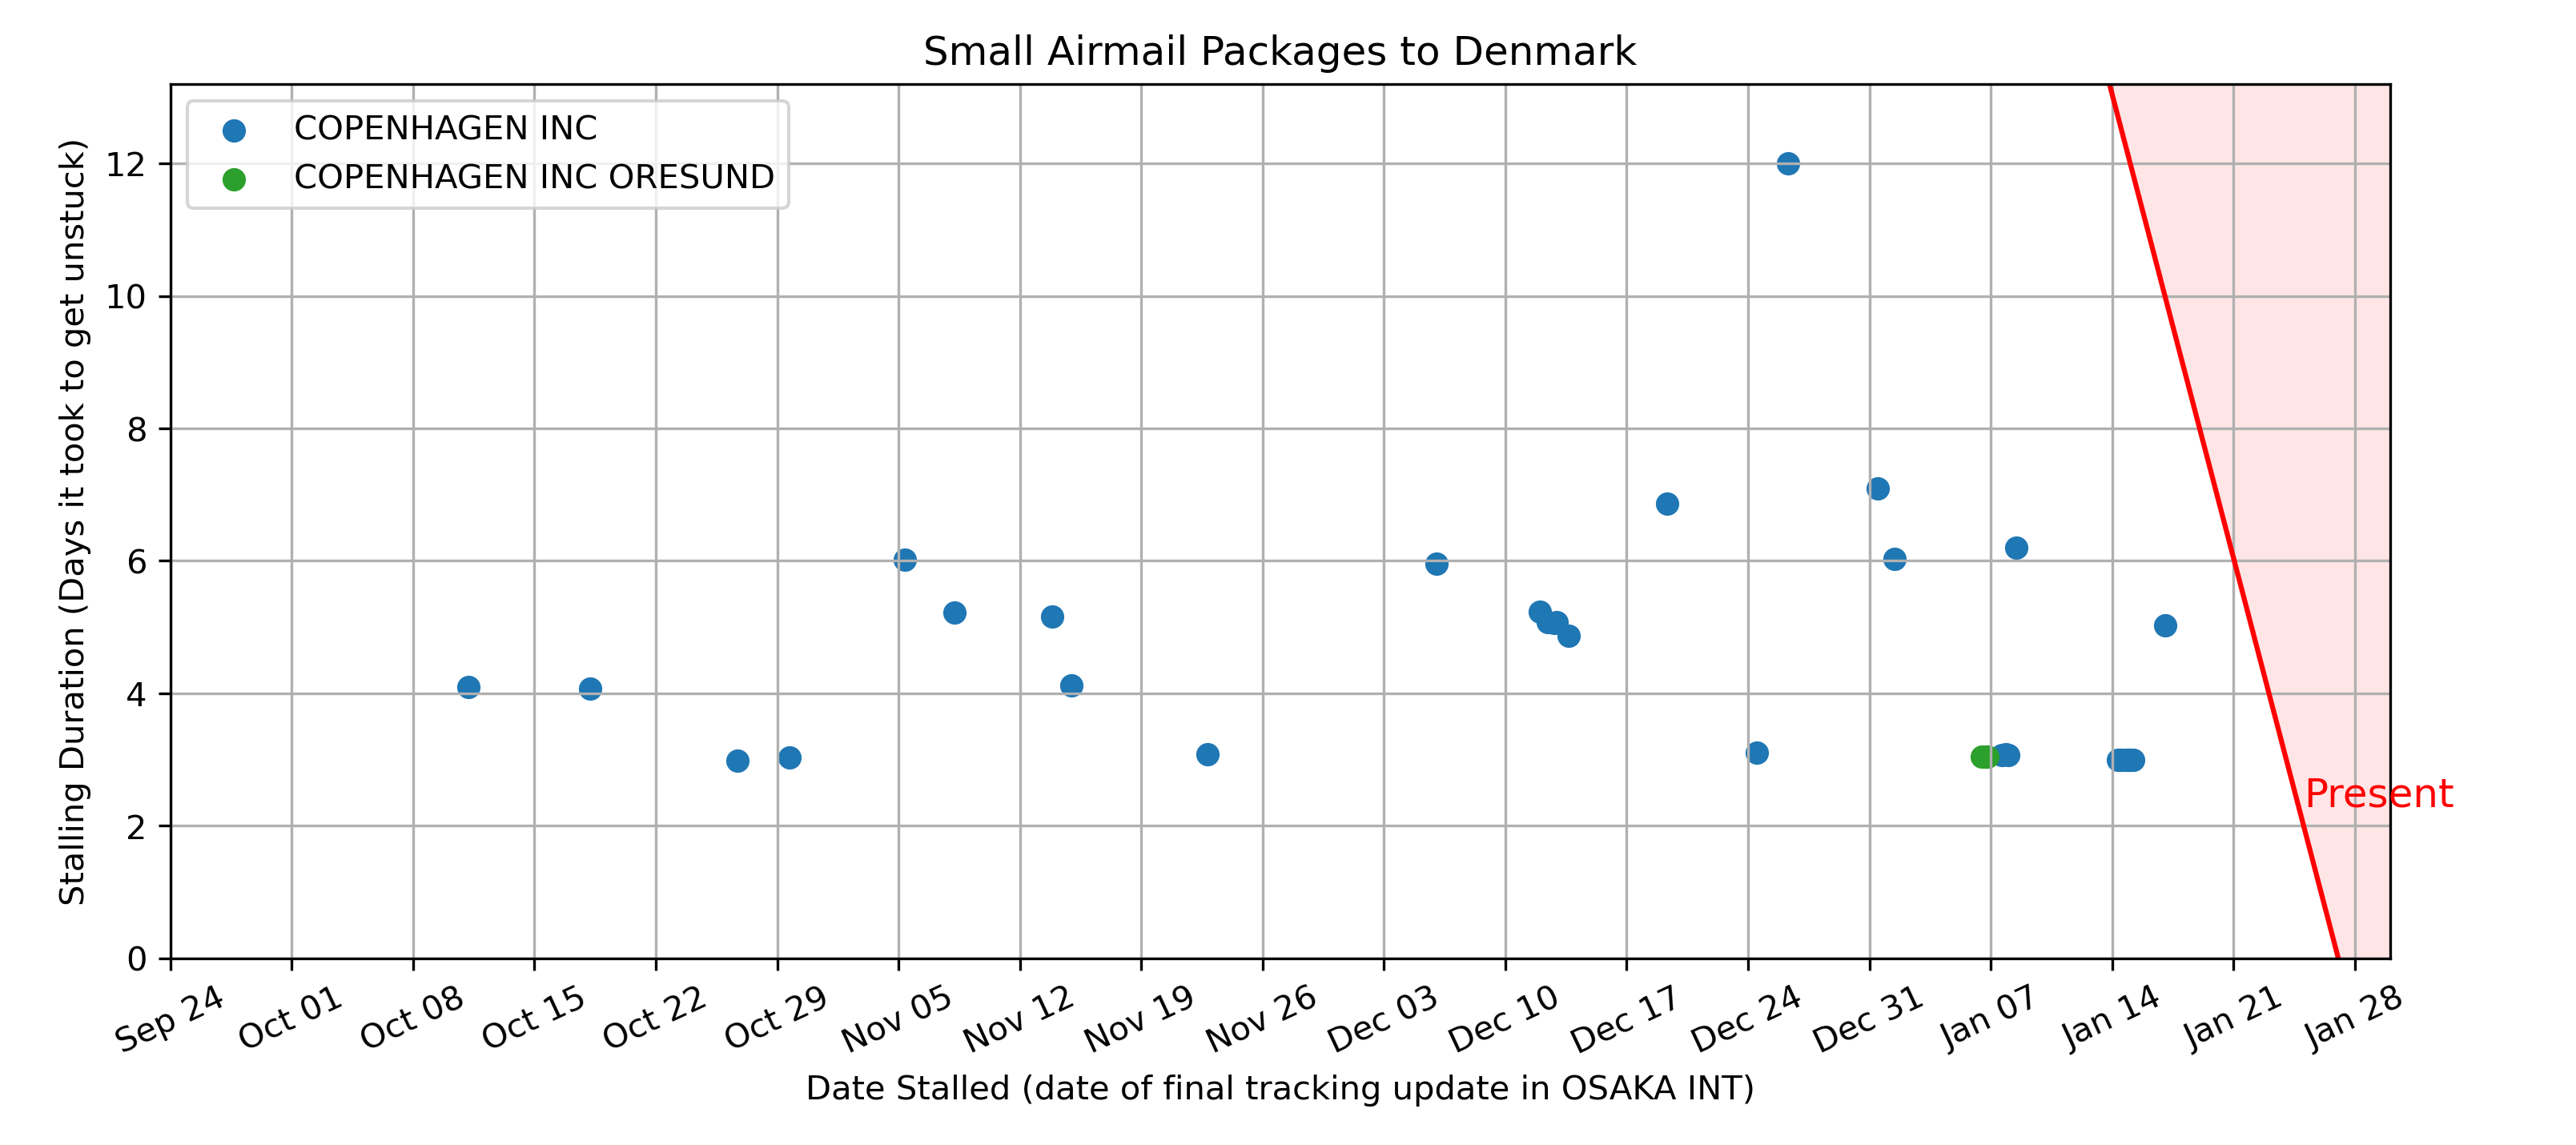 Small Airmail Packages to Denmark
COPENHAGEN INC
COPENHAGEN INC ORESUND
Stalling Duration (Days it took to get unstuck)
12
10
8
6
4
2
0
Present
Sep 24
Oct 01
Oct 08
Oct 15
Oct 22
Oct 29
Nov 05
Nov 12
Nov 19
Nov 26
Dec 03
Dec 10
Dec 17
Dec 24
Dec 31
Jan 07
Jan 14
Jan 21
Jan 28
Date Stalled (date of final tracking update in OSAKA INT)